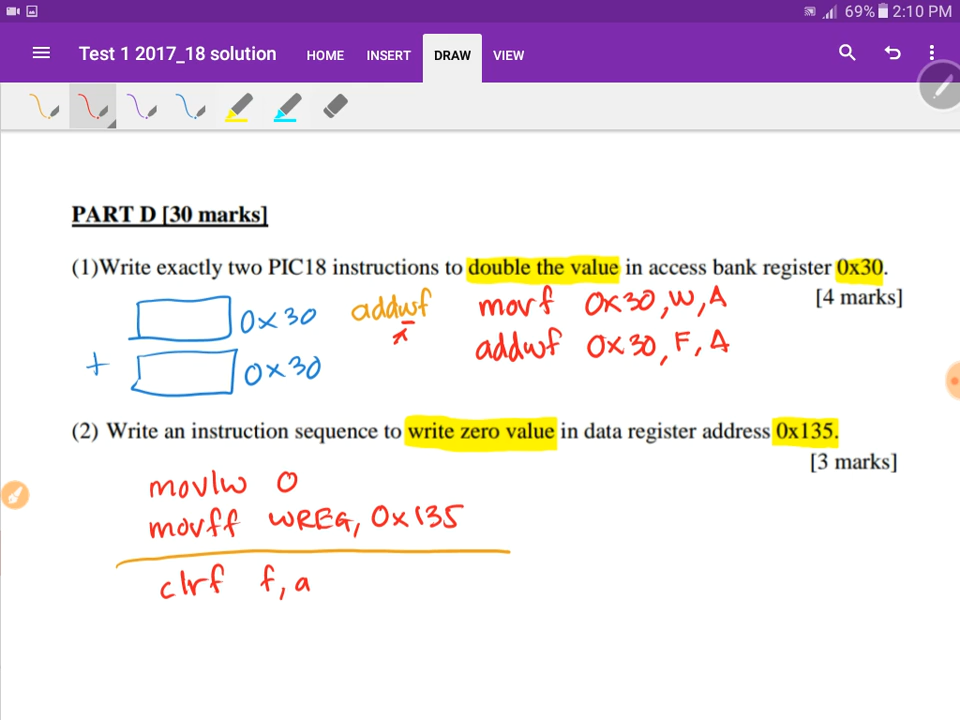 69% 2:10 PM
Test 1 2017_18 solution HOME INSERT DRAW VIEW
PART D [30 marks]
(1)Write exactly two PIC18 instructions to double the value in access bank register 0x30.
[4 marks]
0x30 addwf movf 0x30,W,A
+ 0x30 addwf 0x30,F,A
(2) Write an instruction sequence to write zero value in data register address 0x135.
[3 marks]
movlw 0
movff WREG, 0x135
clrf f,a